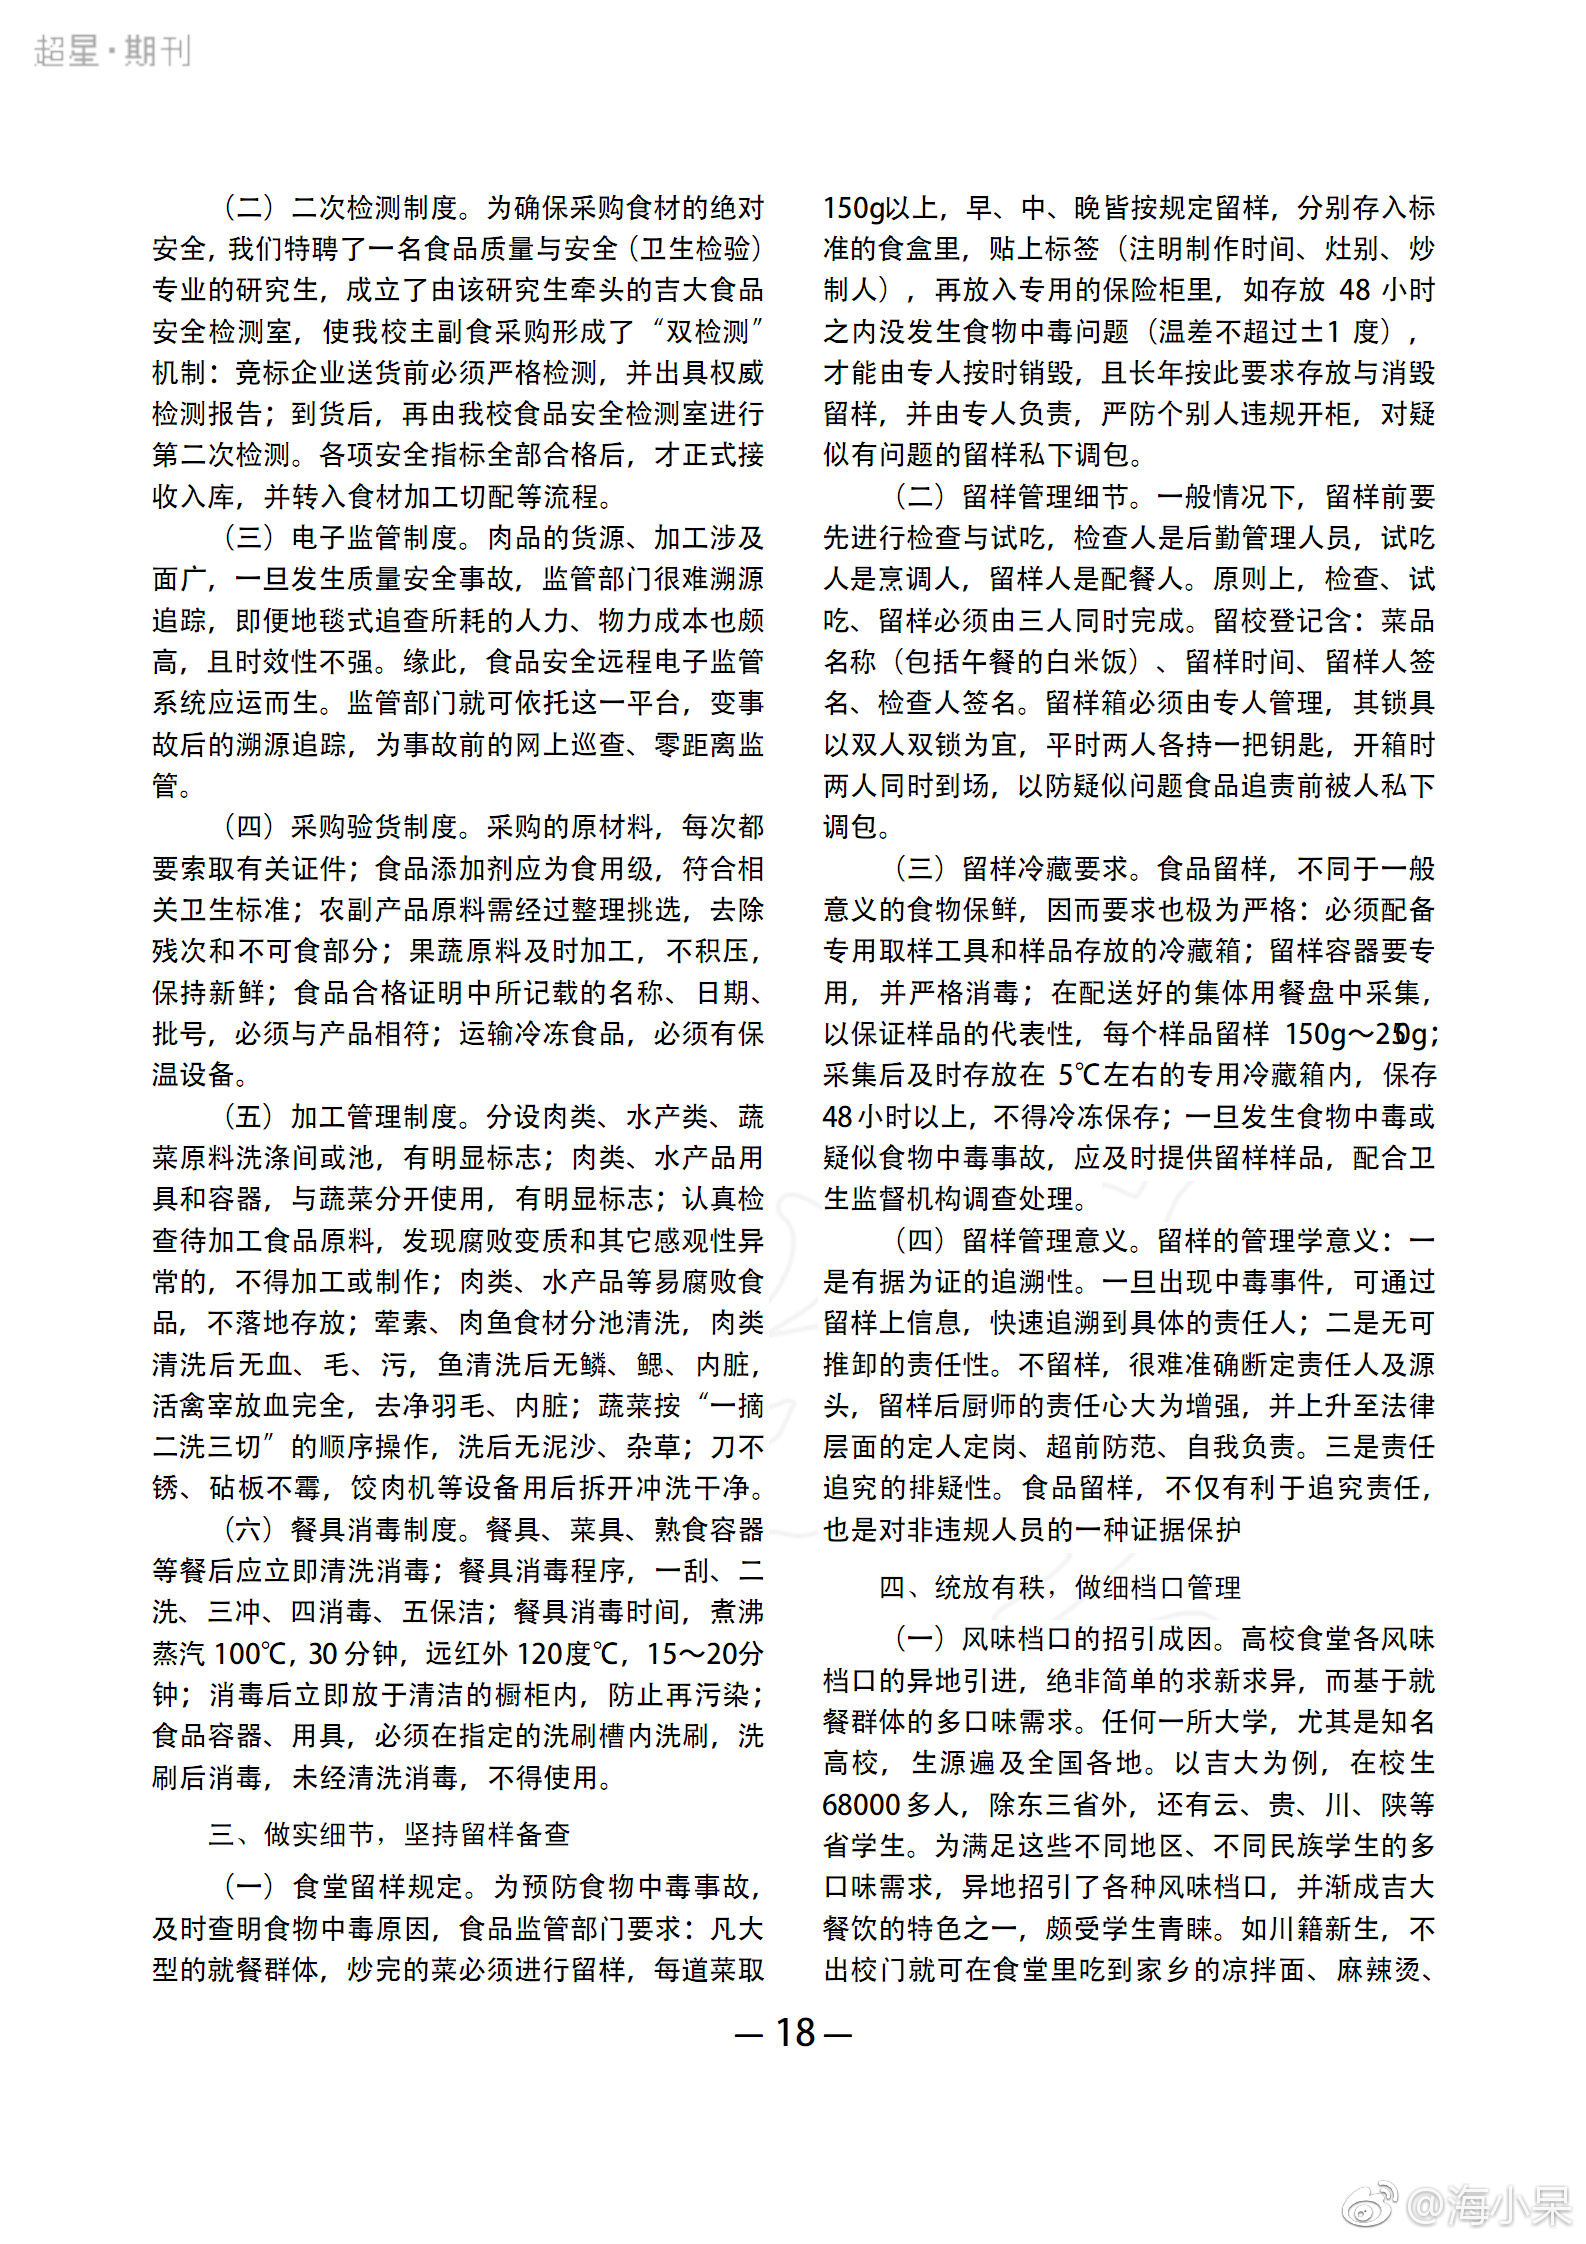 超星·期刊
（二）二次检测制度。为确保采购食材的绝对
安全，我们特聘了一名食品质量与安全（卫生检验）
专业的研究生，成立了由该研究生牵头的吉大食品
安全检测室，使我校主副食采购形成了“双检测”
机制：竞标企业送货前必须严格检测，并出具权威
检测报告；到货后，再由我校食品安全检测室进行
第二次检测。各项安全指标全部合格后，才正式接
收入库，并转入食材加工切配等流程。
（三）电子监管制度。肉品的货源、加工涉及
面广，一旦发生质量安全事故，监管部门很难溯源
追踪，即便地毯式追查所耗的人力、物力成本也颇
高，且时效性不强。缘此，食品安全远程电子监管
系统应运而生。监管部门就可依托这一平台，变事
故后的溯源追踪，为事故前的网上巡查、零距离监
管。
（四）采购验货制度。采购的原材料，每次都
要索取有关证件；食品添加剂应为食用级，符合相
关卫生标准；农副产品原料需经过整理挑选，去除
残次和不可食部分；果蔬原料及时加工，不积压，
保持新鲜；食品合格证明中所记载的名称、日期、
批号，必须与产品相符；运输冷冻食品，必须有保
温设备。
（五）加工管理制度。分设肉类、水产类、蔬
菜原料洗涤间或池，有明显标志；肉类、水产品用
具和容器，与蔬菜分开使用，有明显标志；认真检
查待加工食品原料，发现腐败变质和其它感观性异
常的，不得加工或制作；肉类、水产品等易腐败食
品，不落地存放；荤素、肉鱼食材分池清洗，肉类
清洗后无血、毛、污，鱼清洗后无鳞、鳃、内脏，
活禽宰放血完全，去净羽毛、内脏；蔬菜按“一摘
二洗三切”的顺序操作，洗后无泥沙、杂草；刀不
锈、砧板不霉，饺肉机等设备用后拆开冲洗干净。
（六）餐具消毒制度。餐具、菜具、熟食容器
等餐后应立即清洗消毒；餐具消毒程序，一刮、二
洗、三冲、四消毒、五保洁；餐具消毒时间，煮沸
蒸汽 100℃，30 分钟，远红外 120度℃，15～20分
钟；消毒后立即放于清洁的橱柜内，防止再污染；
食品容器、用具，必须在指定的洗刷槽内洗刷，洗
刷后消毒，未经清洗消毒，不得使用。
三、做实细节，坚持留样备查
（一）食堂留样规定。为预防食物中毒事故，
及时查明食物中毒原因，食品监管部门要求：凡大
型的就餐群体，炒完的菜必须进行留样，每道菜取
150g以上，早、中、晚皆按规定留样，分别存入标
准的食盒里，贴上标签（注明制作时间、灶别、炒
制人），再放入专用的保险柜里，如存放 48 小时
之内没发生食物中毒问题（温差不超过±1 度），
才能由专人按时销毁，且长年按此要求存放与消毁
留样，并由专人负责，严防个别人违规开柜，对疑
似有问题的留样私下调包。
（二）留样管理细节。一般情况下，留样前要
先进行检查与试吃，检查人是后勤管理人员，试吃
人是烹调人，留样人是配餐人。原则上，检查、试
吃、留样必须由三人同时完成。留校登记含：菜品
名称（包括午餐的白米饭）、留样时间、留样人签
名、检查人签名。留样箱必须由专人管理，其锁具
以双人双锁为宜，平时两人各持一把钥匙，开箱时
两人同时到场，以防疑似问题食品追责前被人私下
调包。
（三）留样冷藏要求。食品留样，不同于一般
意义的食物保鲜，因而要求也极为严格：必须配备
专用取样工具和样品存放的冷藏箱；留样容器要专
用，并严格消毒；在配送好的集体用餐盘中采集，
以保证样品的代表性，每个样品留样 150g～250g；
采集后及时存放在 5℃左右的专用冷藏箱内，保存
48小时以上，不得冷冻保存；一旦发生食物中毒或
疑似食物中毒事故，应及时提供留样样品，配合卫
生监督机构调查处理。
（四）留样管理意义。留样的管理学意义：一
是有据为证的追溯性。一旦出现中毒事件，可通过
留样上信息，快速追溯到具体的责任人；二是无可
推卸的责任性。不留样，很难准确断定责任人及源
头，留样后厨师的责任心大为增强，并上升至法律
层面的定人定岗、超前防范、自我负责。三是责任
追究的排疑性。食品留样，不仅有利于追究责任，
也是对非违规人员的一种证据保护
四、统放有秩，做细档口管理
（一）风味档口的招引成因。高校食堂各风味
档口的异地引进，绝非简单的求新求异，而基于就
餐群体的多口味需求。任何一所大学，尤其是知名
高校，生源遍及全国各地。以吉大为例，在校生
68000 多人，除东三省外，还有云、贵、川、陕等
省学生。为满足这些不同地区、不同民族学生的多
口味需求，异地招引了各种风味档口，并渐成吉大
餐饮的特色之一，颇受学生青睐。如川籍新生，不
出校门就可在食堂里吃到家乡的凉拌面、麻辣烫、
— 18 —
@海小呆